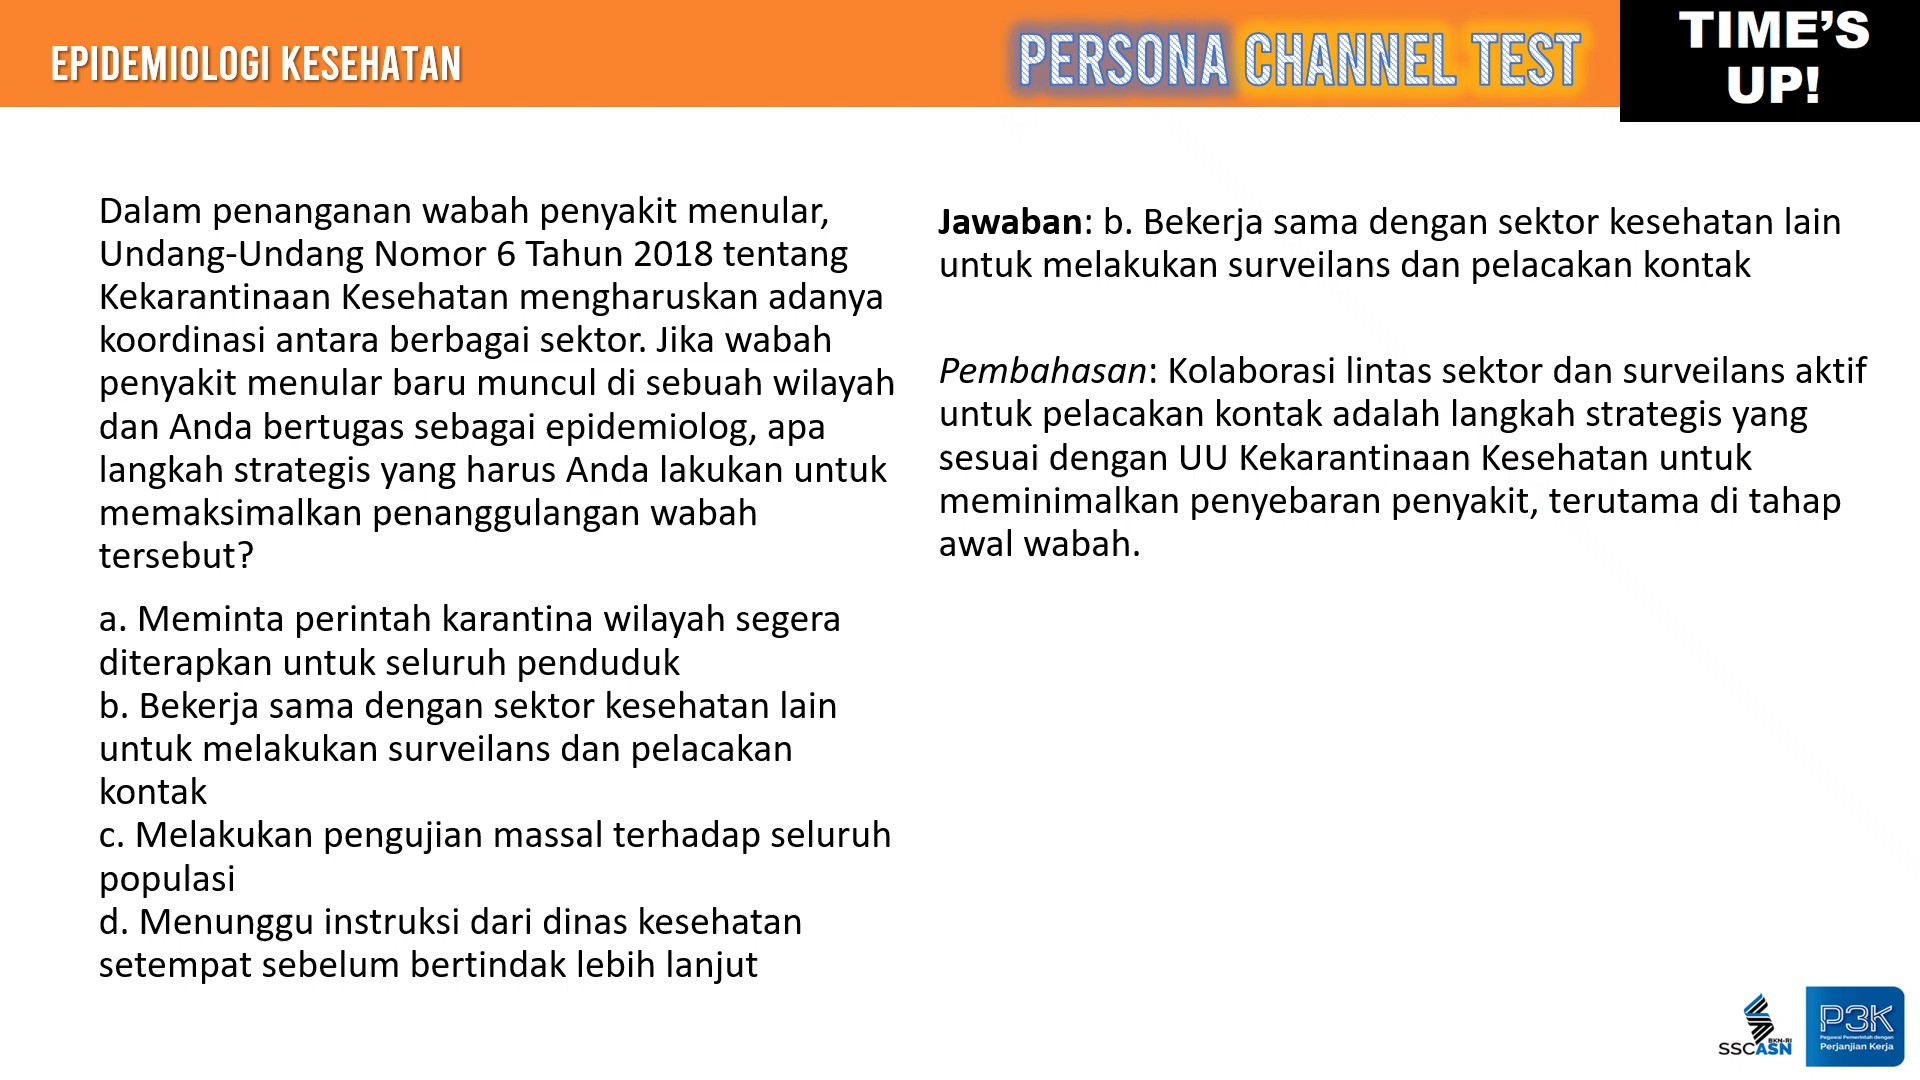 EPIDEMIOLOGI KESEHATAN
PERSONA CHANNEL TEST
TIME'S
UP!
Dalam penanganan wabah penyakit menular,
Undang-Undang Nomor 6 Tahun 2018 tentang
Kekarantinaan Kesehatan mengharuskan adanya
koordinasi antara berbagai sektor. Jika wabah
penyakit menular baru muncul di sebuah wilayah
dan Anda bertugas sebagai epidemiolog, apa
langkah strategis yang harus Anda lakukan untuk
memaksimalkan penanggulangan wabah
tersebut?
a. Meminta perintah karantina wilayah segera
diterapkan untuk seluruh penduduk
b. Bekerja sama dengan sektor kesehatan lain
untuk melakukan surveilans dan pelacakan
kontak
c. Melakukan pengujian massal terhadap seluruh
populasi
d. Menunggu instruksi dari dinas kesehatan
setempat sebelum bertindak lebih lanjut
Jawaban: b. Bekerja sama dengan sektor kesehatan lain
untuk melakukan surveilans dan pelacakan kontak
Pembahasan: Kolaborasi lintas sektor dan surveilans aktif
untuk pelacakan kontak adalah langkah strategis yang
sesuai dengan UU Kekarantinaan Kesehatan untuk
meminimalkan penyebaran penyakit, terutama di tahap
awal wabah.
BKN-RI
SSCASN
P3K
Pegawai Pemerintah dengan
Perjanjian Kerja